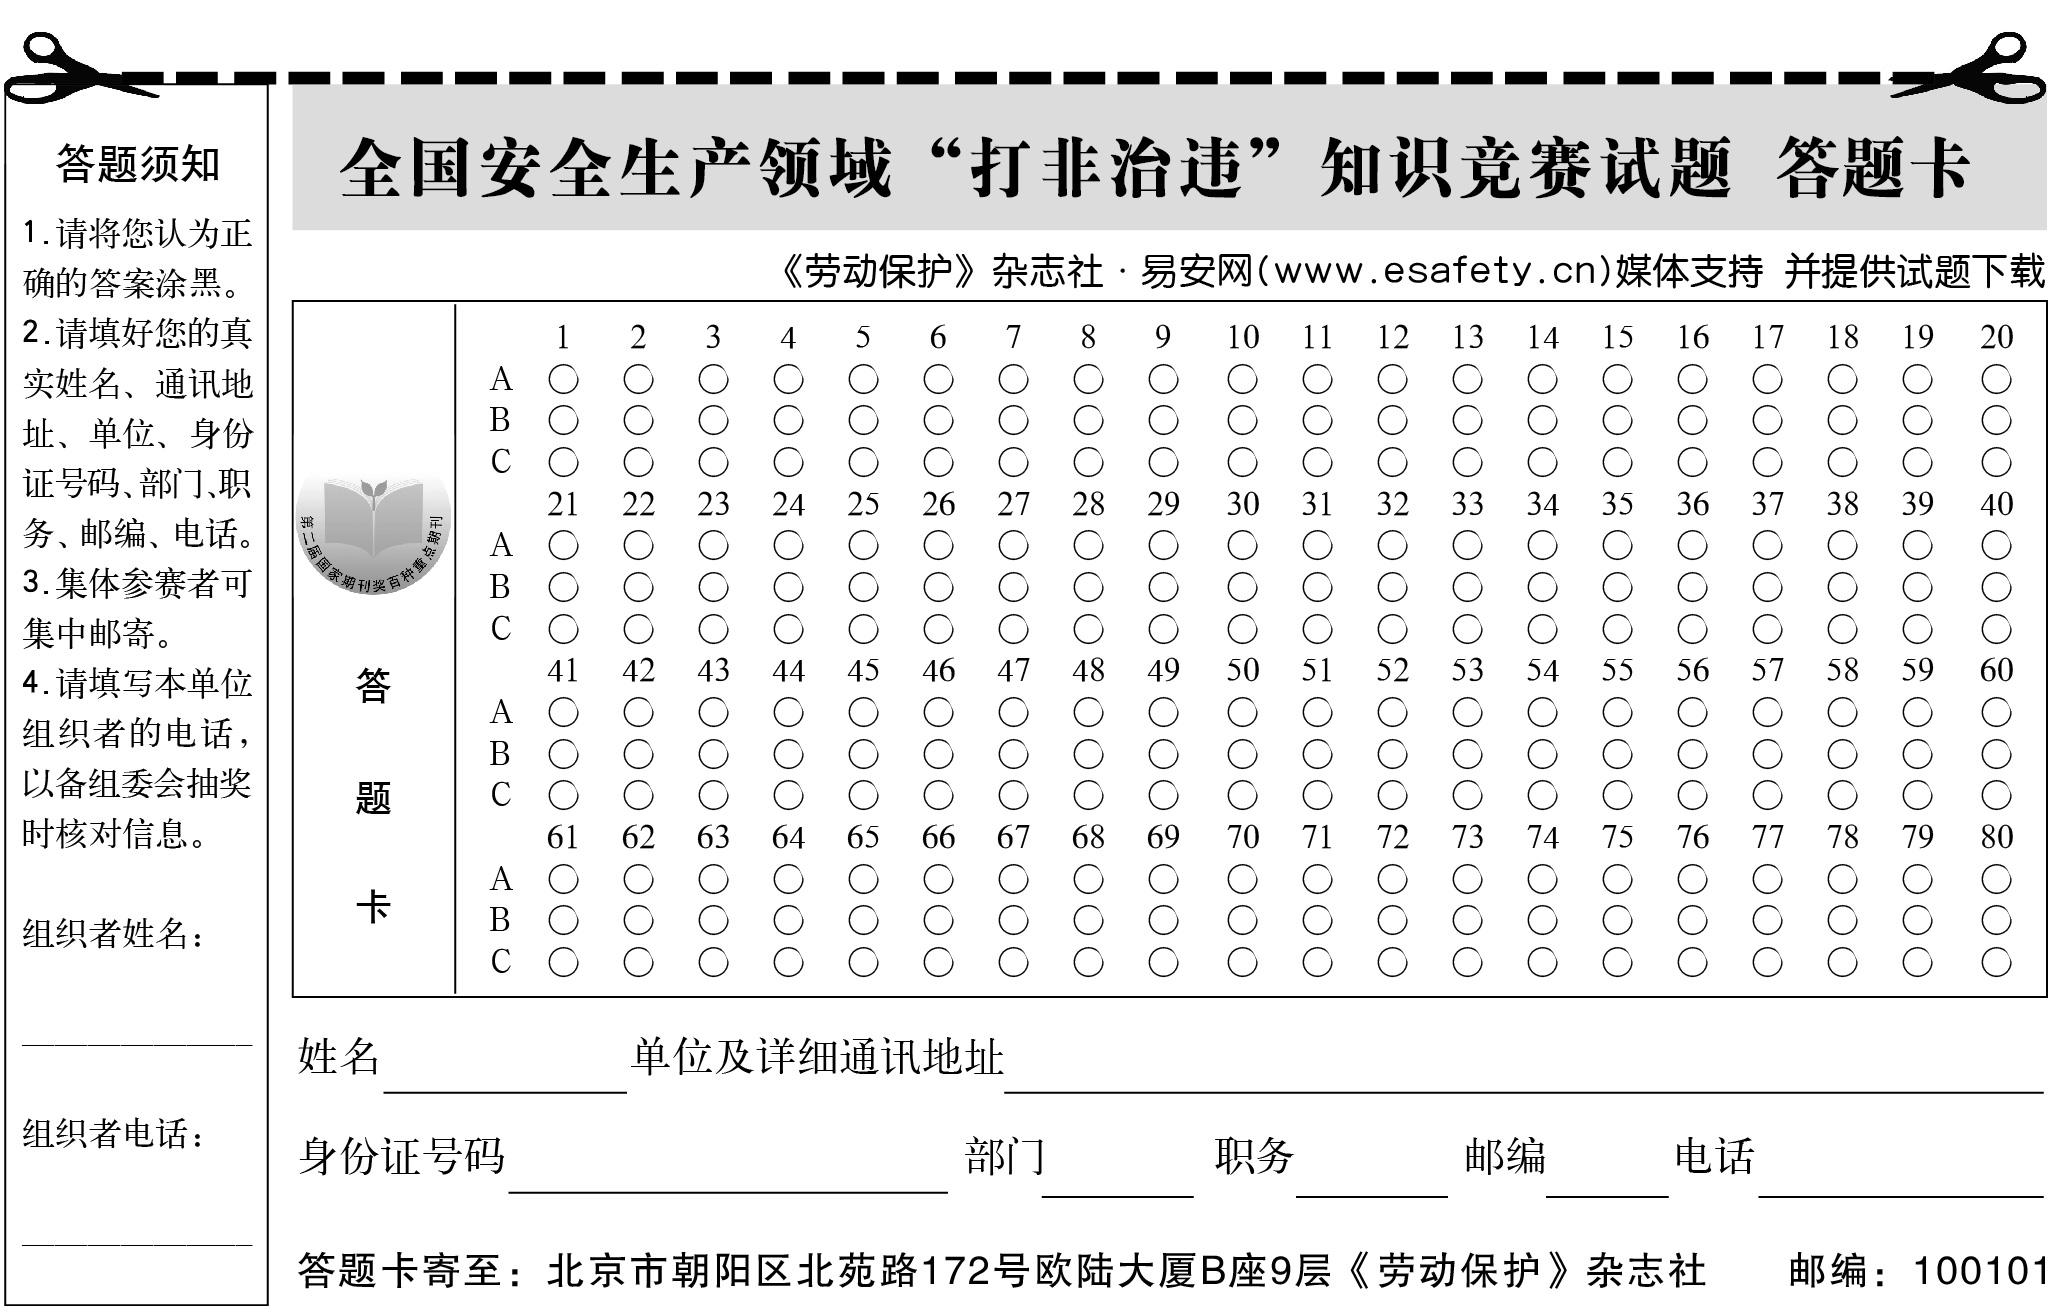 答题须知
1.请将您认为正
确的答案涂黑。
2.请填好您的真
实姓名、通讯地
址、单位、身份
证号码、部门、职
务、邮编、电话。
3.集体参赛者可
集中邮寄。
4.请填写本单位
组织者的电话，
以备组委会抽奖
时核对信息。
组织者姓名：
组织者电话：
全国安全生产领域“打非治违”知识竞赛试题 答题卡
《劳动保护》杂志社·易安网(www.esafety.cn)媒体支持 并提供试题下载
第二届国家期刊奖百种重点期刊
答
题
卡
1 2 3 4 5 6 7 8 9 10 11 12 13 14 15 16 17 18 19 20
A
B
C
21 22 23 24 25 26 27 28 29 30 31 32 33 34 35 36 37 38 39 40
A
B
C
41 42 43 44 45 46 47 48 49 50 51 52 53 54 55 56 57 58 59 60
A
B
C
61 62 63 64 65 66 67 68 69 70 71 72 73 74 75 76 77 78 79 80
A
B
C
姓名 单位及详细通讯地址
身份证号码 部门 职务 邮编 电话
答题卡寄至：北京市朝阳区北苑路172号欧陆大厦B座9层《劳动保护》杂志社 邮编：100101